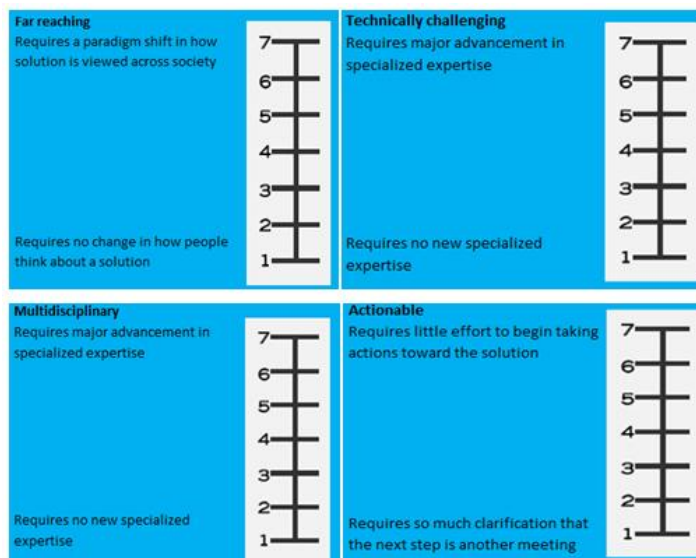 Far reaching
Requires a paradigm shift in how
solution is viewed across society
7
6
5
4
3
2
1
Requires no change in how people
think about a solution
Technically challenging
Requires major advancement in
specialized expertise
7
6
5
4
3
2
1
Requires no new specialized
expertise
Multidisciplinary
Requires major advancement in
specialized expertise
7
6
5
4
3
2
1
Requires no new specialized
expertise
Actionable
Requires little effort to begin taking
actions toward the solution
7
6
5
4
3
2
1
Requires so much clarification that
the next step is another meeting